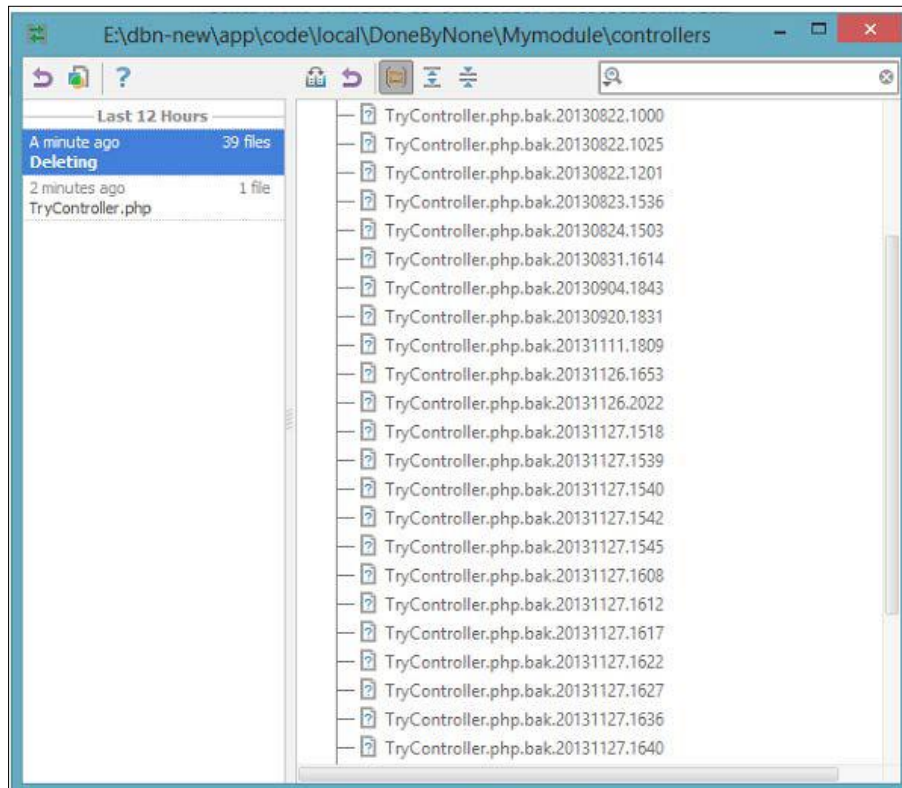 E:\dbn-new\app\code\local\DoneByNone\Mymodule\controllers
Last 12 Hours
A minute ago 39 files
Deleting
2 minutes ago 1 file
TryController.php
TryController.php.bak.20130822.1000
TryController.php.bak.20130822.1025
TryController.php.bak.20130822.1201
TryController.php.bak.20130823.1536
TryController.php.bak.20130824.1503
TryController.php.bak.20130831.1614
TryController.php.bak.20130904.1843
TryController.php.bak.20130920.1831
TryController.php.bak.20131111.1809
TryController.php.bak.20131126.1653
TryController.php.bak.20131126.2022
TryController.php.bak.20131127.1518
TryController.php.bak.20131127.1539
TryController.php.bak.20131127.1540
TryController.php.bak.20131127.1542
TryController.php.bak.20131127.1545
TryController.php.bak.20131127.1608
TryController.php.bak.20131127.1612
TryController.php.bak.20131127.1617
TryController.php.bak.20131127.1622
TryController.php.bak.20131127.1627
TryController.php.bak.20131127.1636
TryController.php.bak.20131127.1640